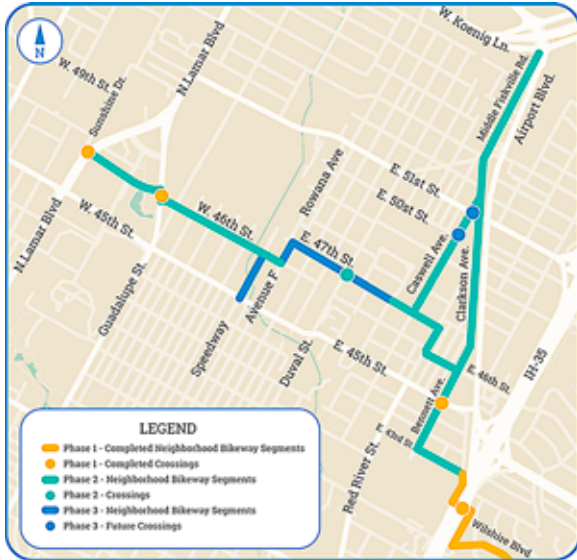 W. Koenig Ln.
N
W. 49th St.
Sunshine Dr.
N.Lamar Blvd
Middle Fiskville Rd.
Airport Blvd.
E. 51st St.
E. 50st St.
Rowana Ave
W. 45th St.
W. 46th St.
E. 47th St.
Caswell Ave.
Clarkson Ave.
N.Lamar Blvd
Guadalupe St.
Speedway
Avenue F
Duval St.
E. 45th St.
E. 46th St.
IH-35
Bennett Ave.
E. 43rd St.
Red River St.
Wilshire Blvd
LEGEND
Phase 1 - Completed Neighborhood Bikeway Segments
Phase 1 - Completed Crossings
Phase 2 - Neighborhood Bikeway Segments
Phase 2 - Crossings
Phase 3 - Neighborhood Bikeway Segments
Phase 3 - Future Crossings